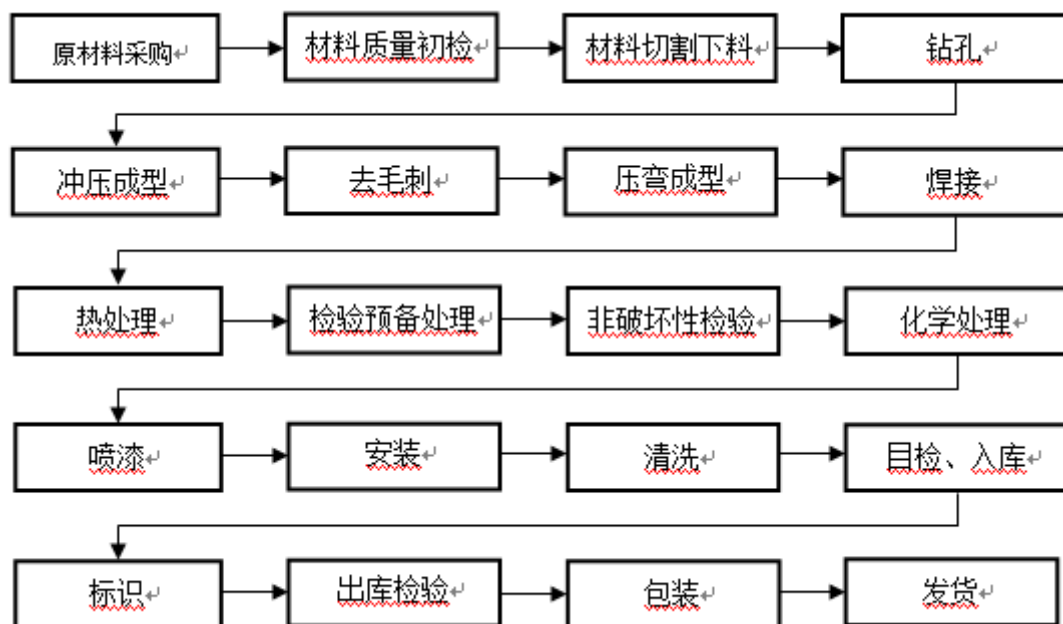 原材料采购
材料质量初检
材料切割下料
钻孔
冲压成型
去毛刺
压弯成型
焊接
热处理
检验预备处理
非破坏性检验
化学处理
喷漆
安装
清洗
目检、入库
标识
出库检验
包装
发货